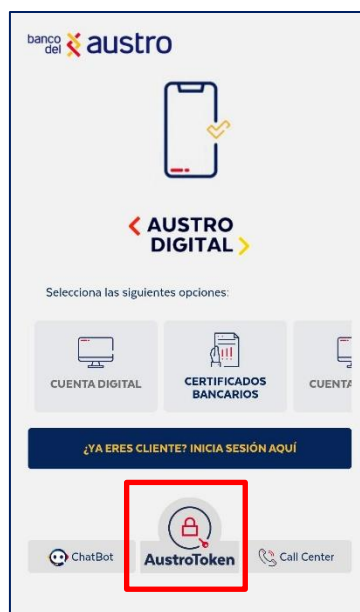 banco del austro
AUSTRO
DIGITAL
Selecciona las siguientes opciones:
CUENTA DIGITAL
CERTIFICADOS
BANCARIOS
CUENTA
¿YA ERES CLIENTE? INICIA SESIÓN AQUÍ
ChatBot
AustroToken
Call Center